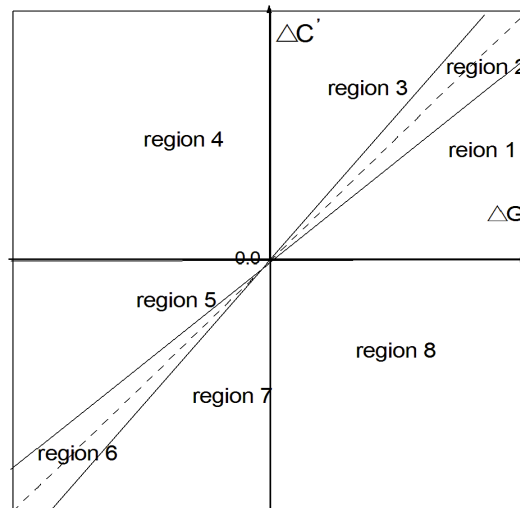 △C'
region 3
region 2
region 4
reion 1
△G
0.0
region 5
region 8
region 7
region 6